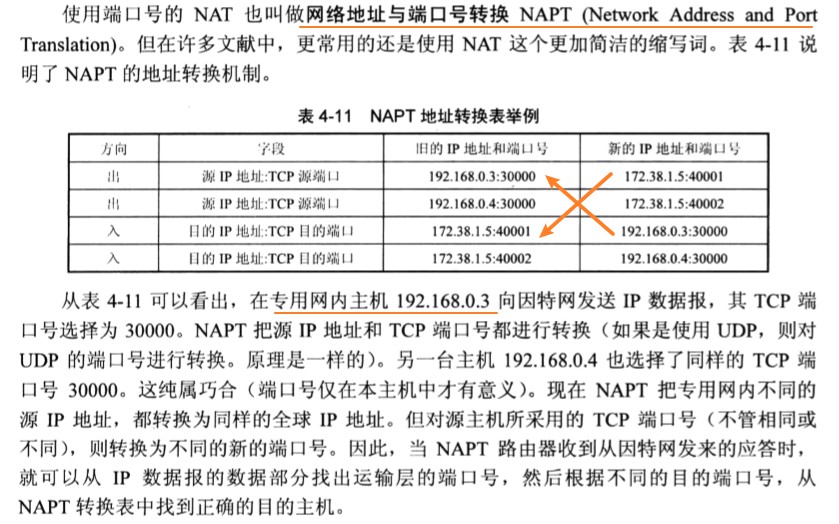 使用端口号的 NAT 也叫做网络地址与端口号转换 NAPT (Network Address and Port
Translation)。但在许多文献中，更常用的还是使用 NAT 这个更加简洁的缩写词。表 4-11 说
明了 NAPT 的地址转换机制。
表 4-11 NAPT 地址转换表举例
方向 字段 旧的 IP 地址和端口号 新的 IP 地址和端口号
出 源 IP 地址:TCP 源端口 192.168.0.3:30000 172.38.1.5:40001
出 源 IP 地址:TCP 源端口 192.168.0.4:30000 172.38.1.5:40002
入 目的 IP 地址:TCP 目的端口 172.38.1.5:40001 192.168.0.3:30000
入 目的 IP 地址:TCP 目的端口 172.38.1.5:40002 192.168.0.4:30000
从表 4-11 可以看出，在专用网内主机 192.168.0.3 向因特网发送 IP 数据报，其 TCP 端
口号选择为 30000。NAPT 把源 IP 地址和 TCP 端口号都进行转换（如果是使用 UDP，则对
UDP 的端口号进行转换。原理是一样的）。另一台主机 192.168.0.4 也选择了同样的 TCP 端
口号 30000。这纯属巧合（端口号仅在本主机中才有意义）。现在 NAPT 把专用网内不同的
源 IP 地址，都转换为同样的全球 IP 地址。但对源主机所采用的 TCP 端口号（不管相同或
不同），则转换为不同的新的端口号。因此，当 NAPT 路由器收到从因特网发来的应答时，
就可以从 IP 数据报的数据部分找出运输层的端口号，然后根据不同的目的端口号，从
NAPT 转换表中找到正确的目的主机。